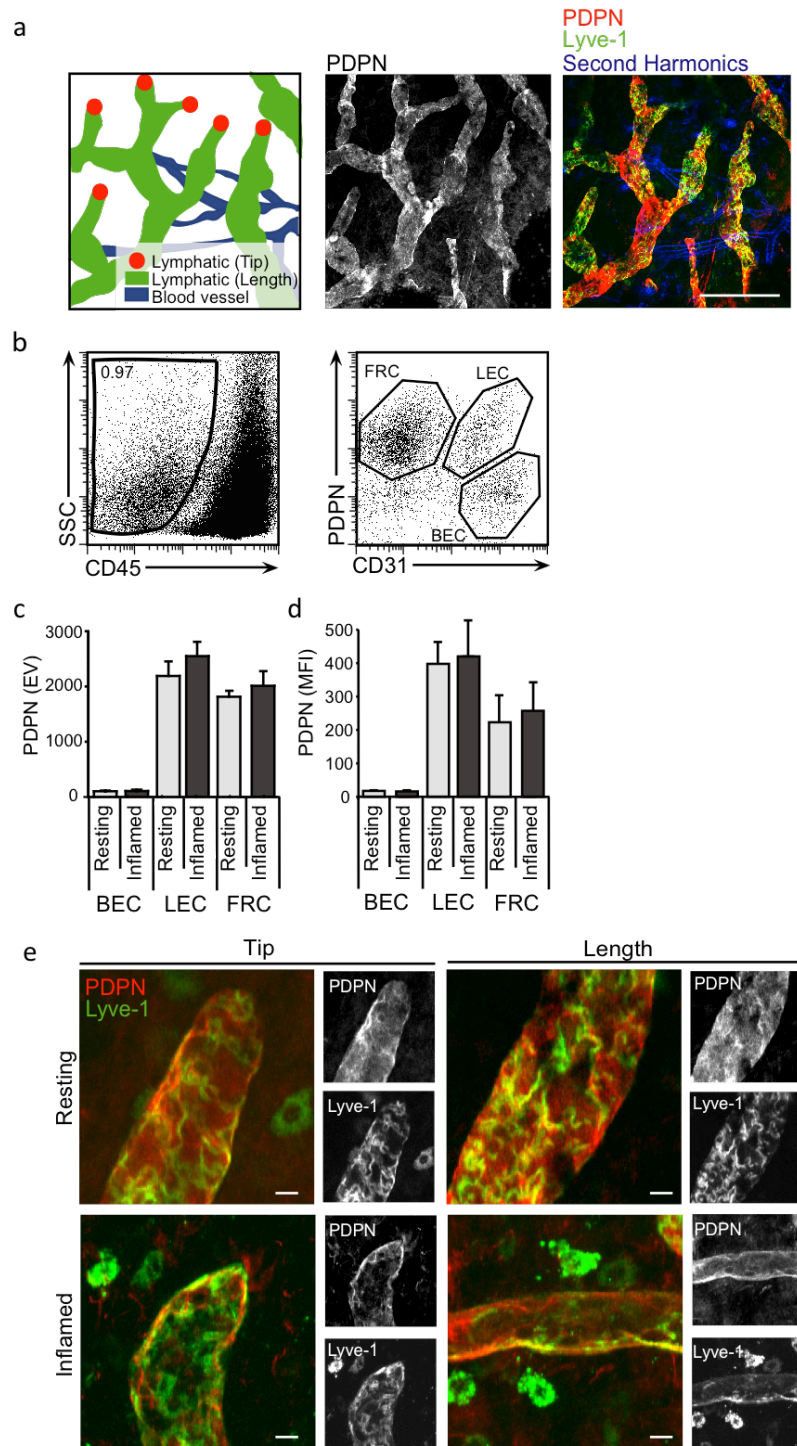 a
PDPN
PDPN
Lyve-1
Second Harmonics
Lymphatic (Tip)
Lymphatic (Length)
Blood vessel
b
0.97
SSC
CD45
FRC
LEC
BEC
PDPN
CD31
c
PDPN (EV)
3000
2000
1000
0
Resting
Inflamed
Resting
Inflamed
Resting
Inflamed
BEC
LEC
FRC
d
PDPN (MFI)
500
400
300
200
100
0
Resting
Inflamed
Resting
Inflamed
Resting
Inflamed
BEC
LEC
FRC
e
Tip
Length
Resting
PDPN
Lyve-1
PDPN
Lyve-1
PDPN
Lyve-1
Inflamed
PDPN
Lyve-1
PDPN
Lyve-1